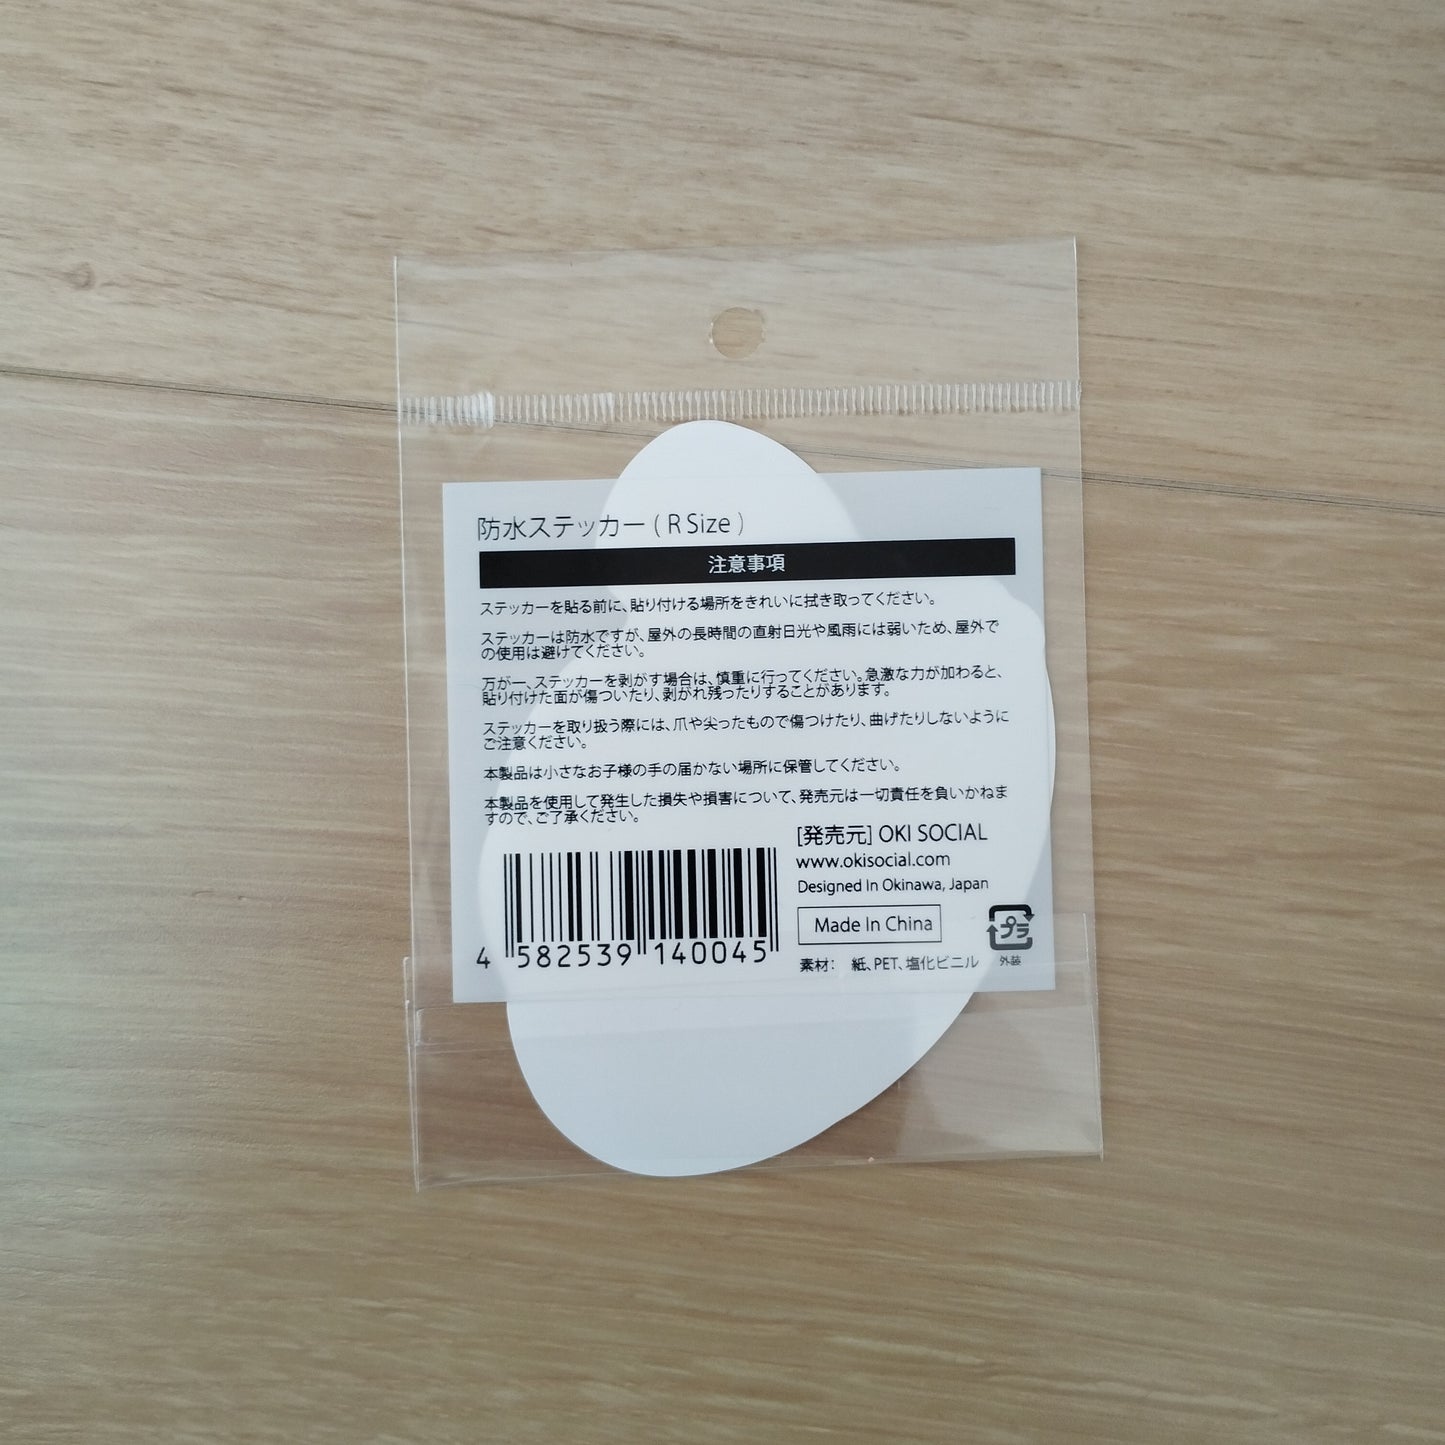 防水ステッカー ( R Size )
注意事項
ステッカーを貼る前に、貼り付ける場所をきれいに拭き取ってください。
ステッカーは防水ですが、屋外の長時間の直射日光や風雨には弱いため、屋外で
の使用は避けてください。
万が一、ステッカーを剥がす場合は、慎重に行ってください。急激な力が加わると、
貼り付けた面が傷ついたり、剥がれ残ったりすることがあります。
ステッカーを取り扱う際には、爪や尖ったもので傷つけたり、曲げたりしないように
ご注意ください。
本製品は小さなお子様の手の届かない場所に保管してください。
本製品を使用して発生した損失や損害について、発売元は一切責任を負いかねま
すので、ご了承ください。
[発売元] OKI SOCIAL
www.okisocial.com
Designed In Okinawa, Japan
Made In China
プラ
外装
素材： 紙、PET、塩化ビニル
4 582539 140045